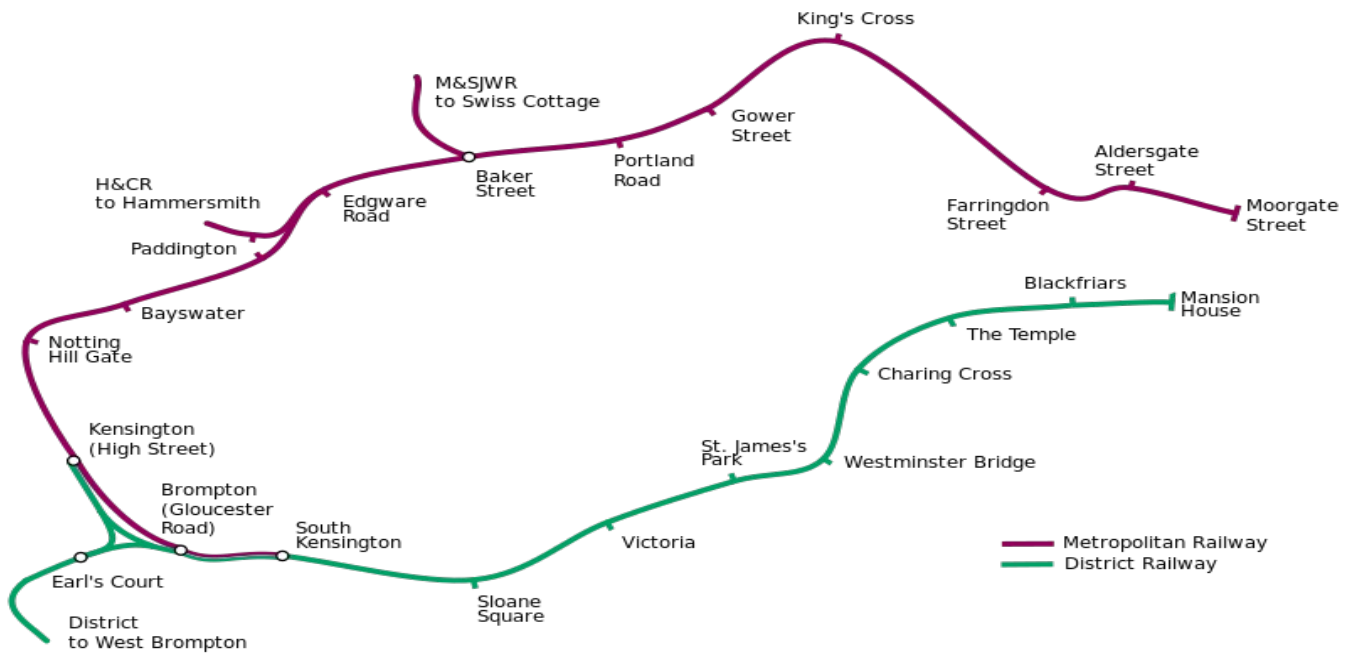 King's Cross
M&SJWR
to Swiss Cottage
Gower
Street
Portland
Road
Baker
Street
Aldersgate
Street
Farringdon
Street
Moorgate
Street
H&CR
to Hammersmith
Edgware
Road
Paddington
Bayswater
Notting
Hill Gate
Blackfriars
Mansion
House
The Temple
Charing Cross
Kensington
(High Street)
St. James's
Park
Westminster Bridge
Brompton
(Gloucester
Road)
South
Kensington
Victoria
Metropolitan Railway
District Railway
Earl's Court
Sloane
Square
District
to West Brompton